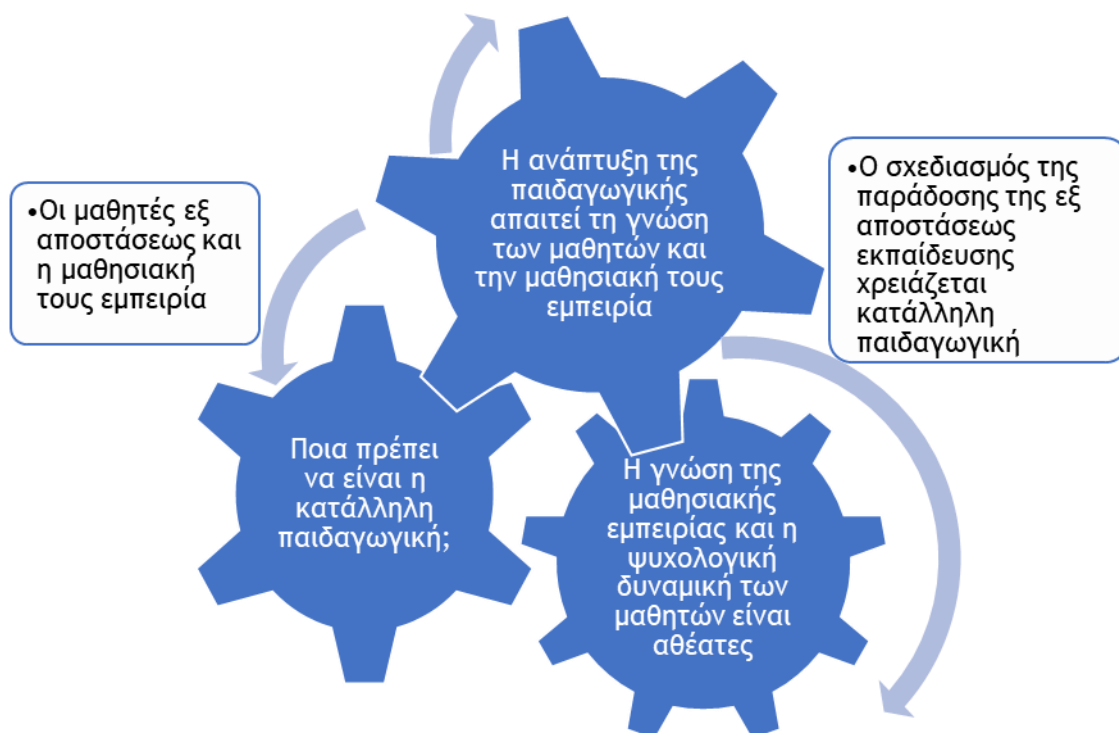 Η ανάπτυξη της
παιδαγωγικής
απαιτεί τη γνώση
των μαθητών και
την μαθησιακή τους
εμπειρία
•Ο σχεδιασμός της
παράδοσης της εξ
αποστάσεως
εκπαίδευσης
χρειάζεται
κατάλληλη
παιδαγωγική
•Οι μαθητές εξ
αποστάσεως και
η μαθησιακή
τους εμπειρία
Ποια πρέπει
να είναι η
κατάλληλη
παιδαγωγική;
Η γνώση της
μαθησιακής
εμπειρίας και η
ψυχολογική
δυναμική των
μαθητών είναι
αθέατες